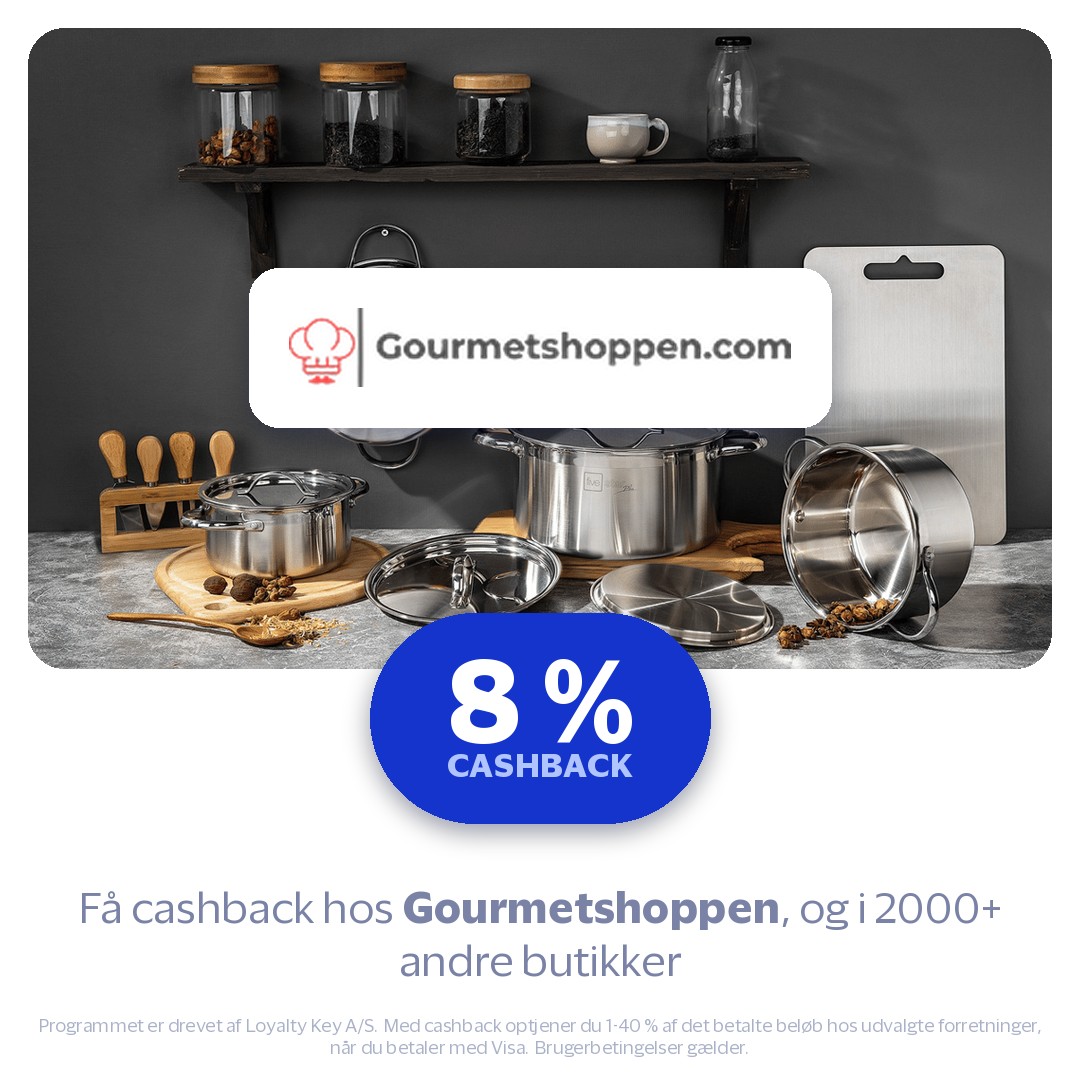 Gourmetshoppen.com
8 %
CASHBACK
Få cashback hos Gourmetshoppen, og i 2000+
andre butikker
Programmet er drevet af Loyalty Key A/S. Med cashback optjener du 1-40 % af det betalte beløb hos udvalgte forretninger,
når du betaler med Visa. Brugerbetingelser gælder.